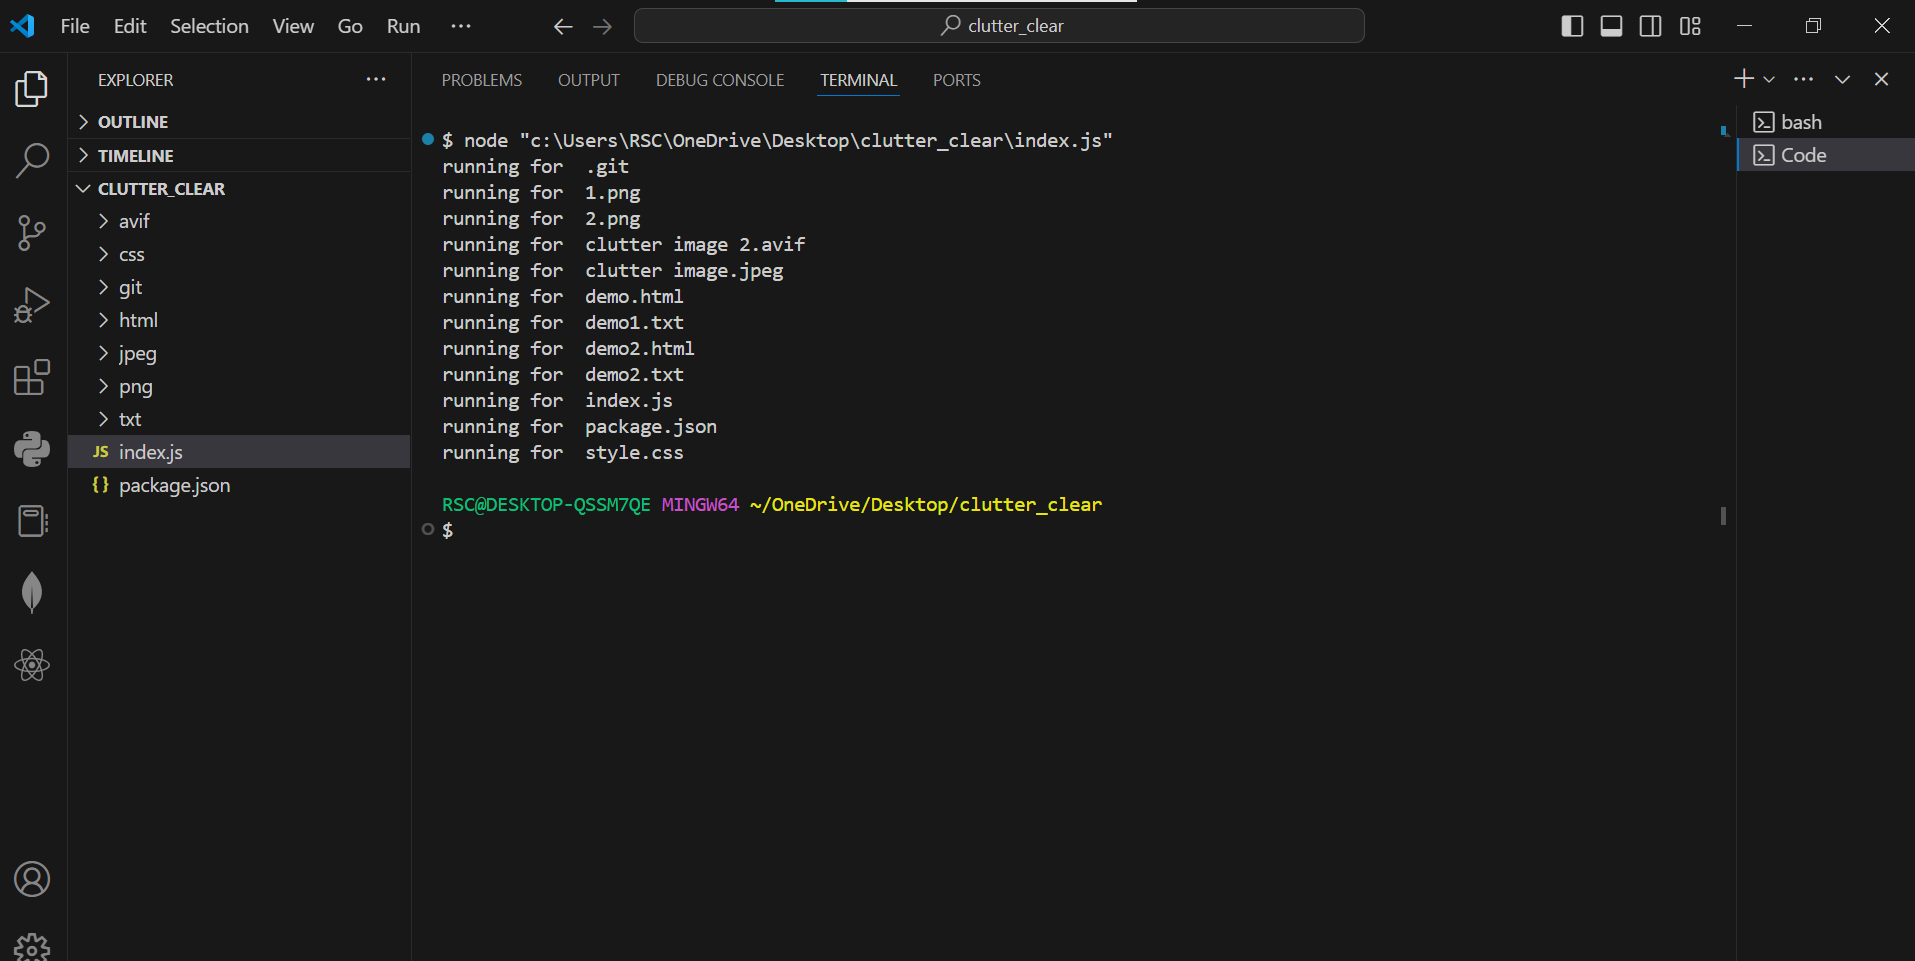 File Edit Selection View Go Run ··· clutter_clear
EXPLORER ···
OUTLINE
TIMELINE
CLUTTER_CLEAR
avif
css
git
html
jpeg
png
txt
JS index.js
{} package.json
PROBLEMS OUTPUT DEBUG CONSOLE TERMINAL PORTS
$ node "c:\Users\RSC\OneDrive\Desktop\clutter_clear\index.js"
running for  .git
running for  1.png
running for  2.png
running for  clutter image 2.avif
running for  clutter image.jpeg
running for  demo.html
running for  demo1.txt
running for  demo2.html
running for  demo2.txt
running for  index.js
running for  package.json
running for  style.css
RSC@DESKTOP-QSSM7QE MINGW64 ~/OneDrive/Desktop/clutter_clear
$
bash
Code